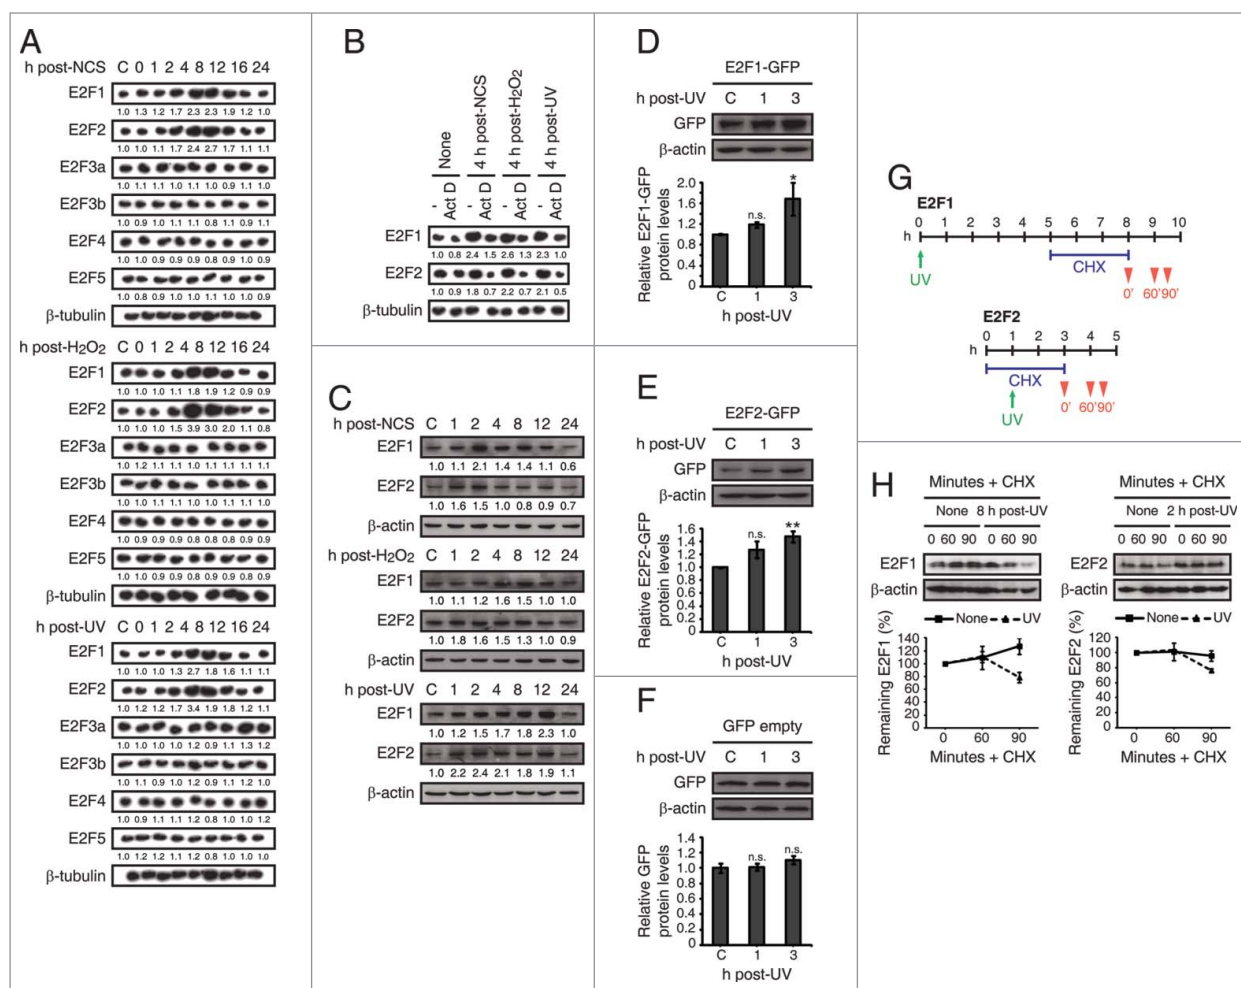 A
h post-NCS C 0 1 2 4 8 12 16 24
E2F1
1.0 1.3 1.2 1.7 2.3 2.3 1.9 1.2 1.0
E2F2
1.0 1.0 1.1 1.7 2.4 2.7 1.7 1.1 1.1
E2F3a
1.0 1.1 1.1 1.0 1.1 1.0 0.9 1.1 1.0
E2F3b
1.0 0.9 1.0 1.1 1.1 0.8 1.1 0.9 1.1
E2F4
1.0 1.0 0.9 0.9 0.9 0.8 0.9 0.9 0.9
E2F5
1.0 0.8 0.9 1.0 1.0 1.1 1.0 1.0 0.9
β-tubulin
h post-H₂O₂ C 0 1 2 4 8 12 16 24
E2F1
1.0 1.0 1.0 1.1 1.8 1.9 1.2 0.9 0.9
E2F2
1.0 1.0 1.0 1.5 3.9 3.0 2.0 1.1 0.8
E2F3a
1.0 1.2 1.1 1.1 1.0 1.1 1.1 1.1 1.1
E2F3b
1.0 1.0 1.1 1.1 1.1 1.0 1.0 1.1 1.0
E2F4
1.0 0.9 0.9 0.9 0.9 0.9 0.9 0.9 0.9
E2F5
1.0 1.0 0.9 0.9 0.8 0.8 0.9 0.8 0.9
β-tubulin
h post-UV C 0 1 2 4 8 12 16 24
E2F1
1.0 1.0 1.0 1.3 2.7 1.8 1.6 1.1 1.1
E2F2
1.0 1.2 1.2 1.7 3.4 1.9 1.8 1.2 1.1
E2F3a
1.0 1.0 1.0 1.0 1.2 0.9 1.1 1.3 1.2
E2F3b
1.0 1.1 0.9 1.0 1.2 0.9 1.1 1.2 1.0
E2F4
1.0 0.9 1.1 1.1 1.2 0.8 1.0 1.0 1.2
E2F5
1.0 1.2 1.2 1.1 1.2 0.8 1.0 1.0 1.0
β-tubulin
B
None
4 h post-NCS
4 h post-H₂O₂
4 h post-UV
- Act D - Act D - Act D - Act D
E2F1
1.0 0.8 2.4 1.5 2.6 1.3 2.3 1.0
E2F2
1.0 0.9 1.8 0.7 2.2 0.7 2.1 0.5
β-tubulin
C
h post-NCS C 1 2 4 8 12 24
E2F1
1.0 1.1 2.1 1.4 1.4 1.1 0.6
E2F2
1.0 1.6 1.5 1.0 0.8 0.9 0.7
β-actin
h post-H₂O₂ C 1 2 4 8 12 24
E2F1
1.0 1.1 1.2 1.6 1.5 1.0 1.0
E2F2
1.0 1.8 1.6 1.5 1.3 1.0 0.9
β-actin
h post-UV C 1 2 4 8 12 24
E2F1
1.0 1.2 1.5 1.7 1.8 2.3 1.0
E2F2
1.0 2.2 2.4 2.1 1.8 1.9 1.1
β-actin
D
E2F1-GFP
h post-UV C 1 3
GFP
β-actin
Relative E2F1-GFP
protein levels
2.0
1.6
1.2
0.8
0.4
0
n.s.
*
C 1 3
h post-UV
E
E2F2-GFP
h post-UV C 1 3
GFP
β-actin
Relative E2F2-GFP
protein levels
1.6
1.4
1.2
1.0
0.8
0.6
0.4
0.2
0
n.s.
**
C 1 3
h post-UV
F
GFP empty
h post-UV C 1 3
GFP
β-actin
Relative GFP
protein levels
1.4
1.2
1.0
0.8
0.6
0.4
0.2
0
n.s.
n.s.
C 1 3
h post-UV
G
E2F1
h 0 1 2 3 4 5 6 7 8 9 10
CHX
UV
0' 60' 90'
E2F2
0 1 2 3 4 5
h
CHX
UV
0' 60' 90'
H
Minutes + CHX
None 8 h post-UV
0 60 90 0 60 90
E2F1
β-actin
None UV
Remaining E2F1 (%)
140
120
100
80
60
40
20
0
0 60 90
Minutes + CHX
Minutes + CHX
None 2 h post-UV
0 60 90 0 60 90
E2F2
β-actin
None UV
Remaining E2F2 (%)
120
100
80
60
40
20
0
0 60 90
Minutes + CHX